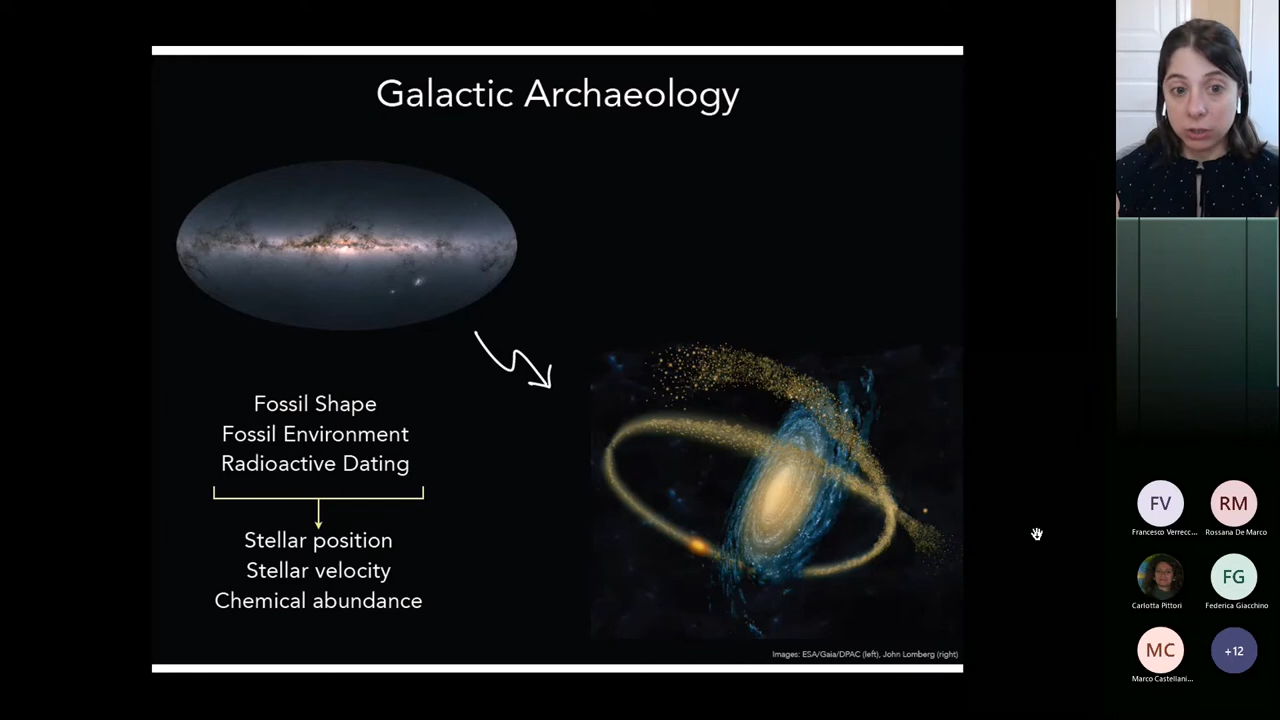 Galactic Archaeology
Fossil Shape
Fossil Environment
Radioactive Dating
Stellar position
Stellar velocity
Chemical abundance
Images: ESA/Gaia/DPAC (left), John Lomberg (right)
FV
RM
Francesco Verrecc...
Rossana De Marco
FG
Carlotta Pittori
Federica Giacchino
MC
+12
Marco Castellani...